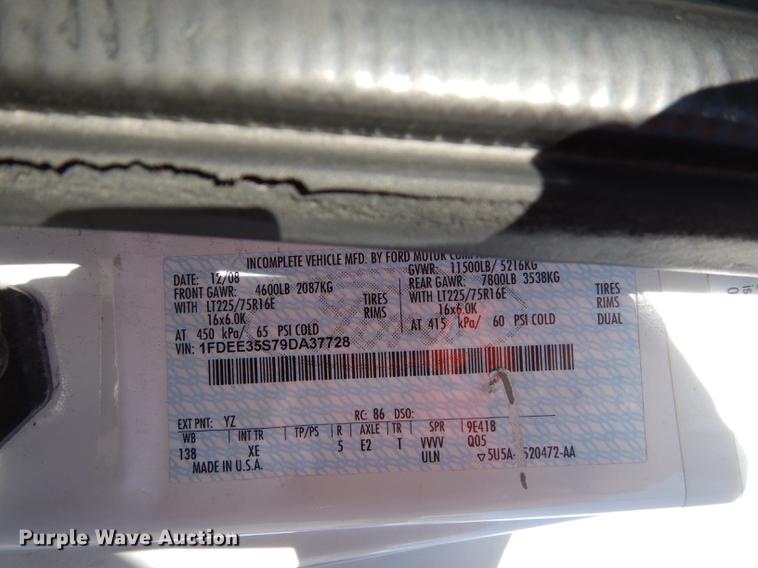 INCOMPLETE VEHICLE MFD. BY FORD MOTOR
DATE: 12/08 GVWR: 11500LB/ 5216KG
FRONT GAWR: 4600LB 2087KG REAR GAWR: 7800LB 3538KG
WITH LT225/75R16E TIRES WITH LT225/75R16E TIRES
16x6.0K RIMS 16x6.0K RIMS
AT 450 kPa/ 65 PSI COLD AT 415 kPa/ 60 PSI COLD DUAL
VIN: 1FDEE35S79DA37728
EXT PNT: YZ RC: 86 DSO:
WB INT TR TP/PS R AXLE TR SPR 9E418
138 XE 5 E2 T VVVV Q05
MADE IN U.S.A. ULN ▽5U5A- 520472-AA
Purple Wave Auction